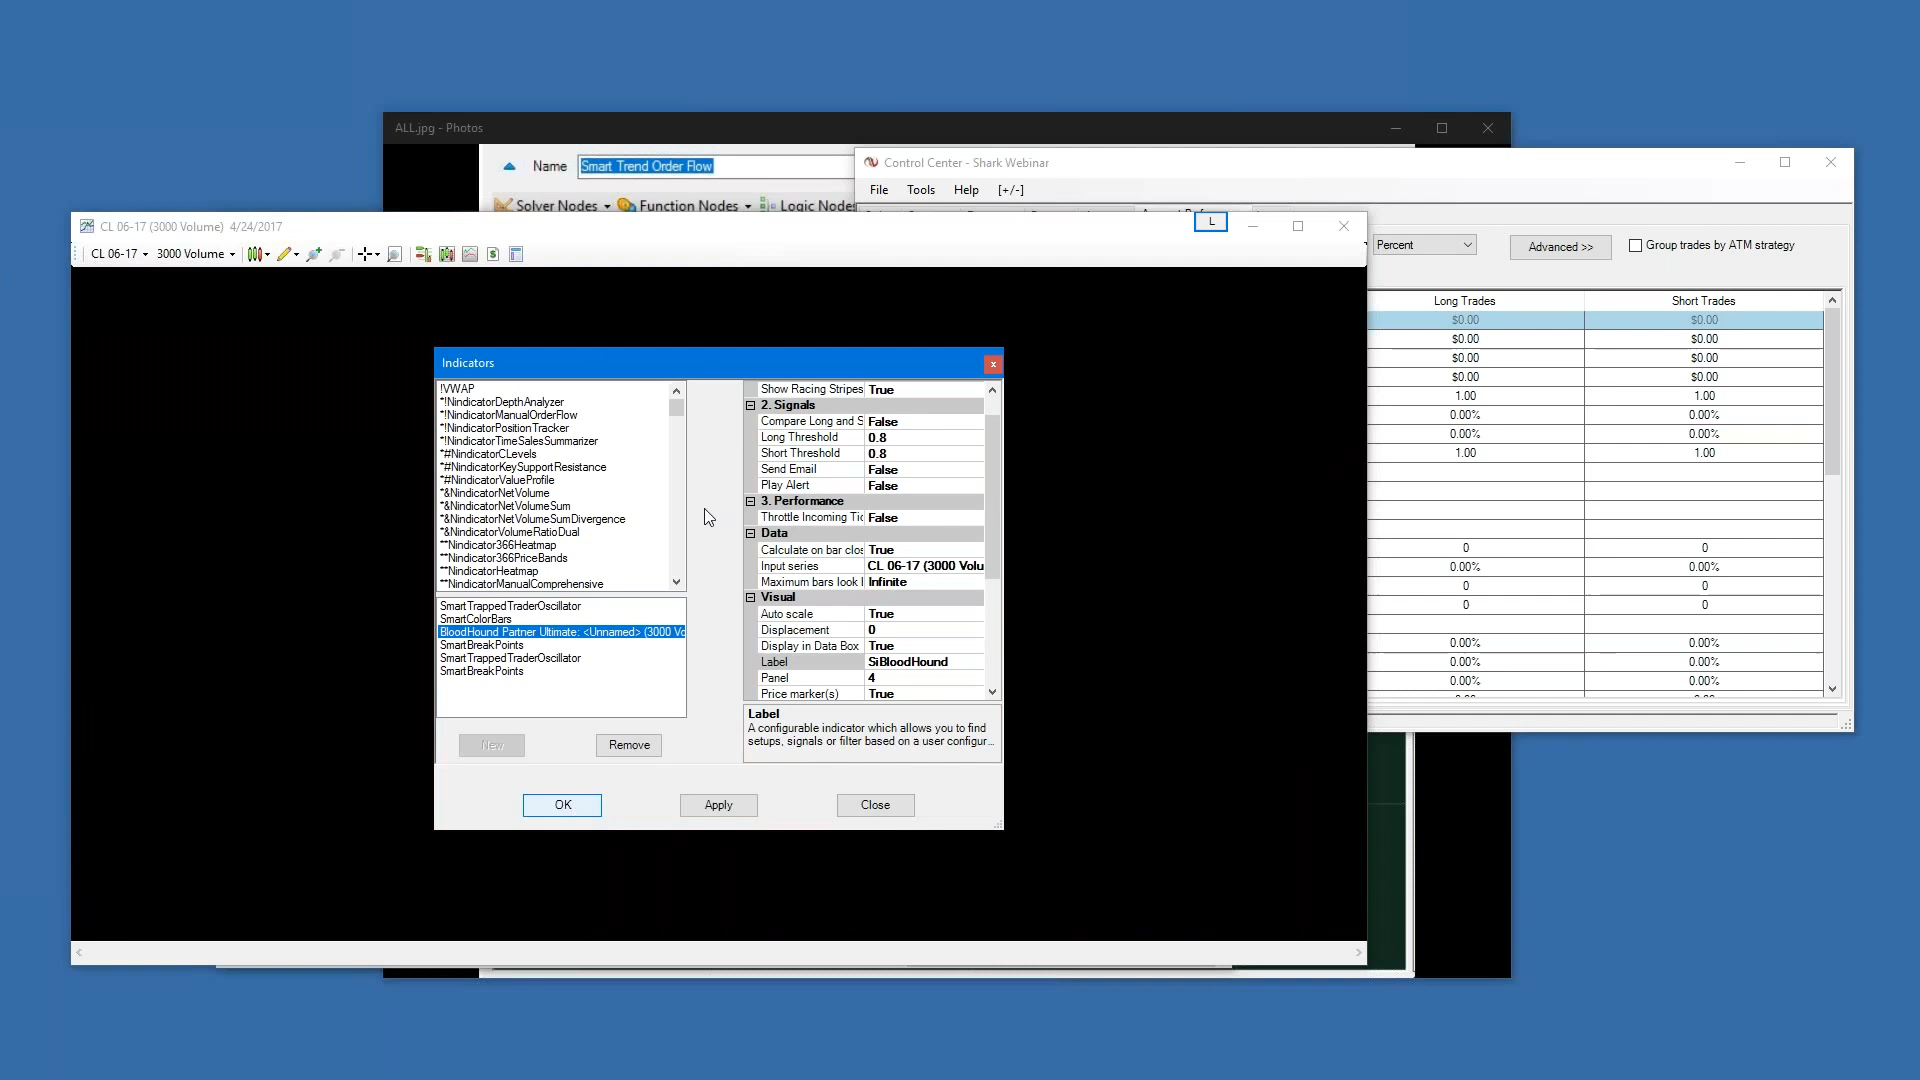 ALL.jpg - Photos
Name Smart Trend Order Flow
Solver Nodes Function Nodes Logic Nodes
Control Center - Shark Webinar
File Tools Help [+/-]
Percent Advanced >> Group trades by ATM strategy
Long Trades Short Trades
$0.00 $0.00
$0.00 $0.00
$0.00 $0.00
$0.00 $0.00
1.00 1.00
0.00% 0.00%
0.00% 0.00%
1.00 1.00
0 0
0.00% 0.00%
0 0
0 0
0.00% 0.00%
0.00% 0.00%
0.00% 0.00%
CL 06-17 (3000 Volume) 4/24/2017
L
CL 06-17 3000 Volume
Indicators
!VWAP
*!NindicatorDepthAnalyzer
*!NindicatorManualOrderFlow
*!NindicatorPositionTracker
*!NindicatorTimeSalesSummarizer
*#NindicatorCLevels
*#NindicatorKeySupportResistance
*#NindicatorValueProfile
*&NindicatorNetVolume
*&NindicatorNetVolumeSum
*&NindicatorNetVolumeSumDivergence
*&NindicatorVolumeRatioDual
**Nindicator366Heatmap
**Nindicator366PriceBands
**NindicatorHeatmap
**NindicatorManualComprehensive
SmartTrappedTraderOscillator
SmartColorBars
BloodHound Partner Ultimate: <Unnamed> (3000 Vo
SmartBreakPoints
SmartTrappedTraderOscillator
SmartBreakPoints
New Remove
Show Racing Stripes True
2. Signals
Compare Long and S False
Long Threshold 0.8
Short Threshold 0.8
Send Email False
Play Alert False
3. Performance
Throttle Incoming Tic False
Data
Calculate on bar clos True
Input series CL 06-17 (3000 Volu
Maximum bars look Infinite
Visual
Auto scale True
Displacement 0
Display in Data Box True
Label SiBloodHound
Panel 4
Price marker(s) True
Label
A configurable indicator which allows you to find
setups, signals or filter based on a user configur...
OK Apply Close